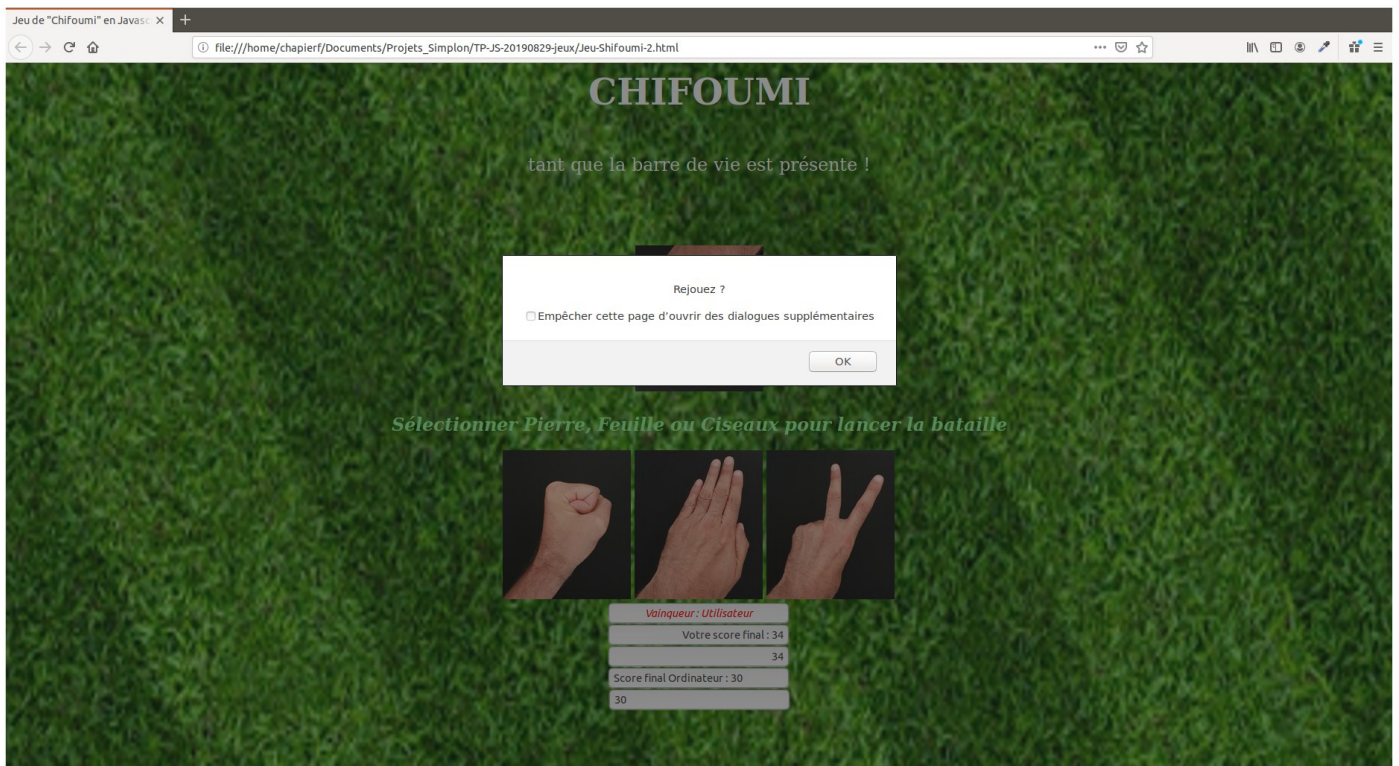 Jeu de "Chifoumi" en Javasc
file:///home/chapierf/Documents/Projets_Simplon/TP-JS-20190829-jeux/Jeu-Shifoumi-2.html
CHIFOUMI
tant que la barre de vie est présente !
Rejouez ?
Empêcher cette page d'ouvrir des dialogues supplémentaires
OK
Sélectionner Pierre, Feuille ou Ciseaux pour lancer la bataille
Vainqueur : Utilisateur
Votre score final : 34
34
Score final Ordinateur : 30
30